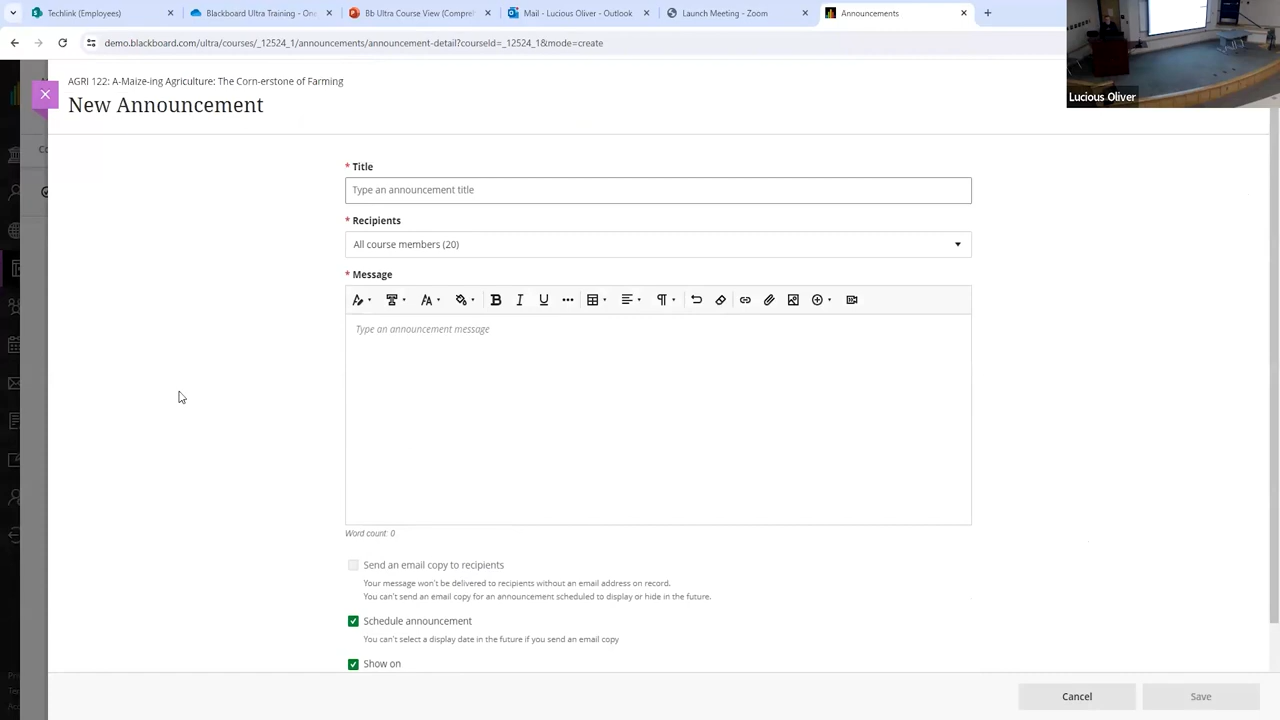 Techlink (Employees) -
Blackboard Ultra Training - One
Bb Ultra Course View (Compre
Mail - Lucious Oliver - Outlook
Launch Meeting - Zoom
Announcements
demo.blackboard.com/ultra/courses/_12524_1/announcements/announcement-detail?courseId=_12524_1&mode=create
Lucious Oliver
AGRI 122: A-Maize-ing Agriculture: The Corn-erstone of Farming
New Announcement
* Title
Type an announcement title
* Recipients
All course members (20)
* Message
Type an announcement message
Word count: 0
Send an email copy to recipients
Your message won't be delivered to recipients without an email address on record.
You can't send an email copy for an announcement scheduled to display or hide in the future.
Schedule announcement
You can't select a display date in the future if you send an email copy
Show on
Cancel
Save